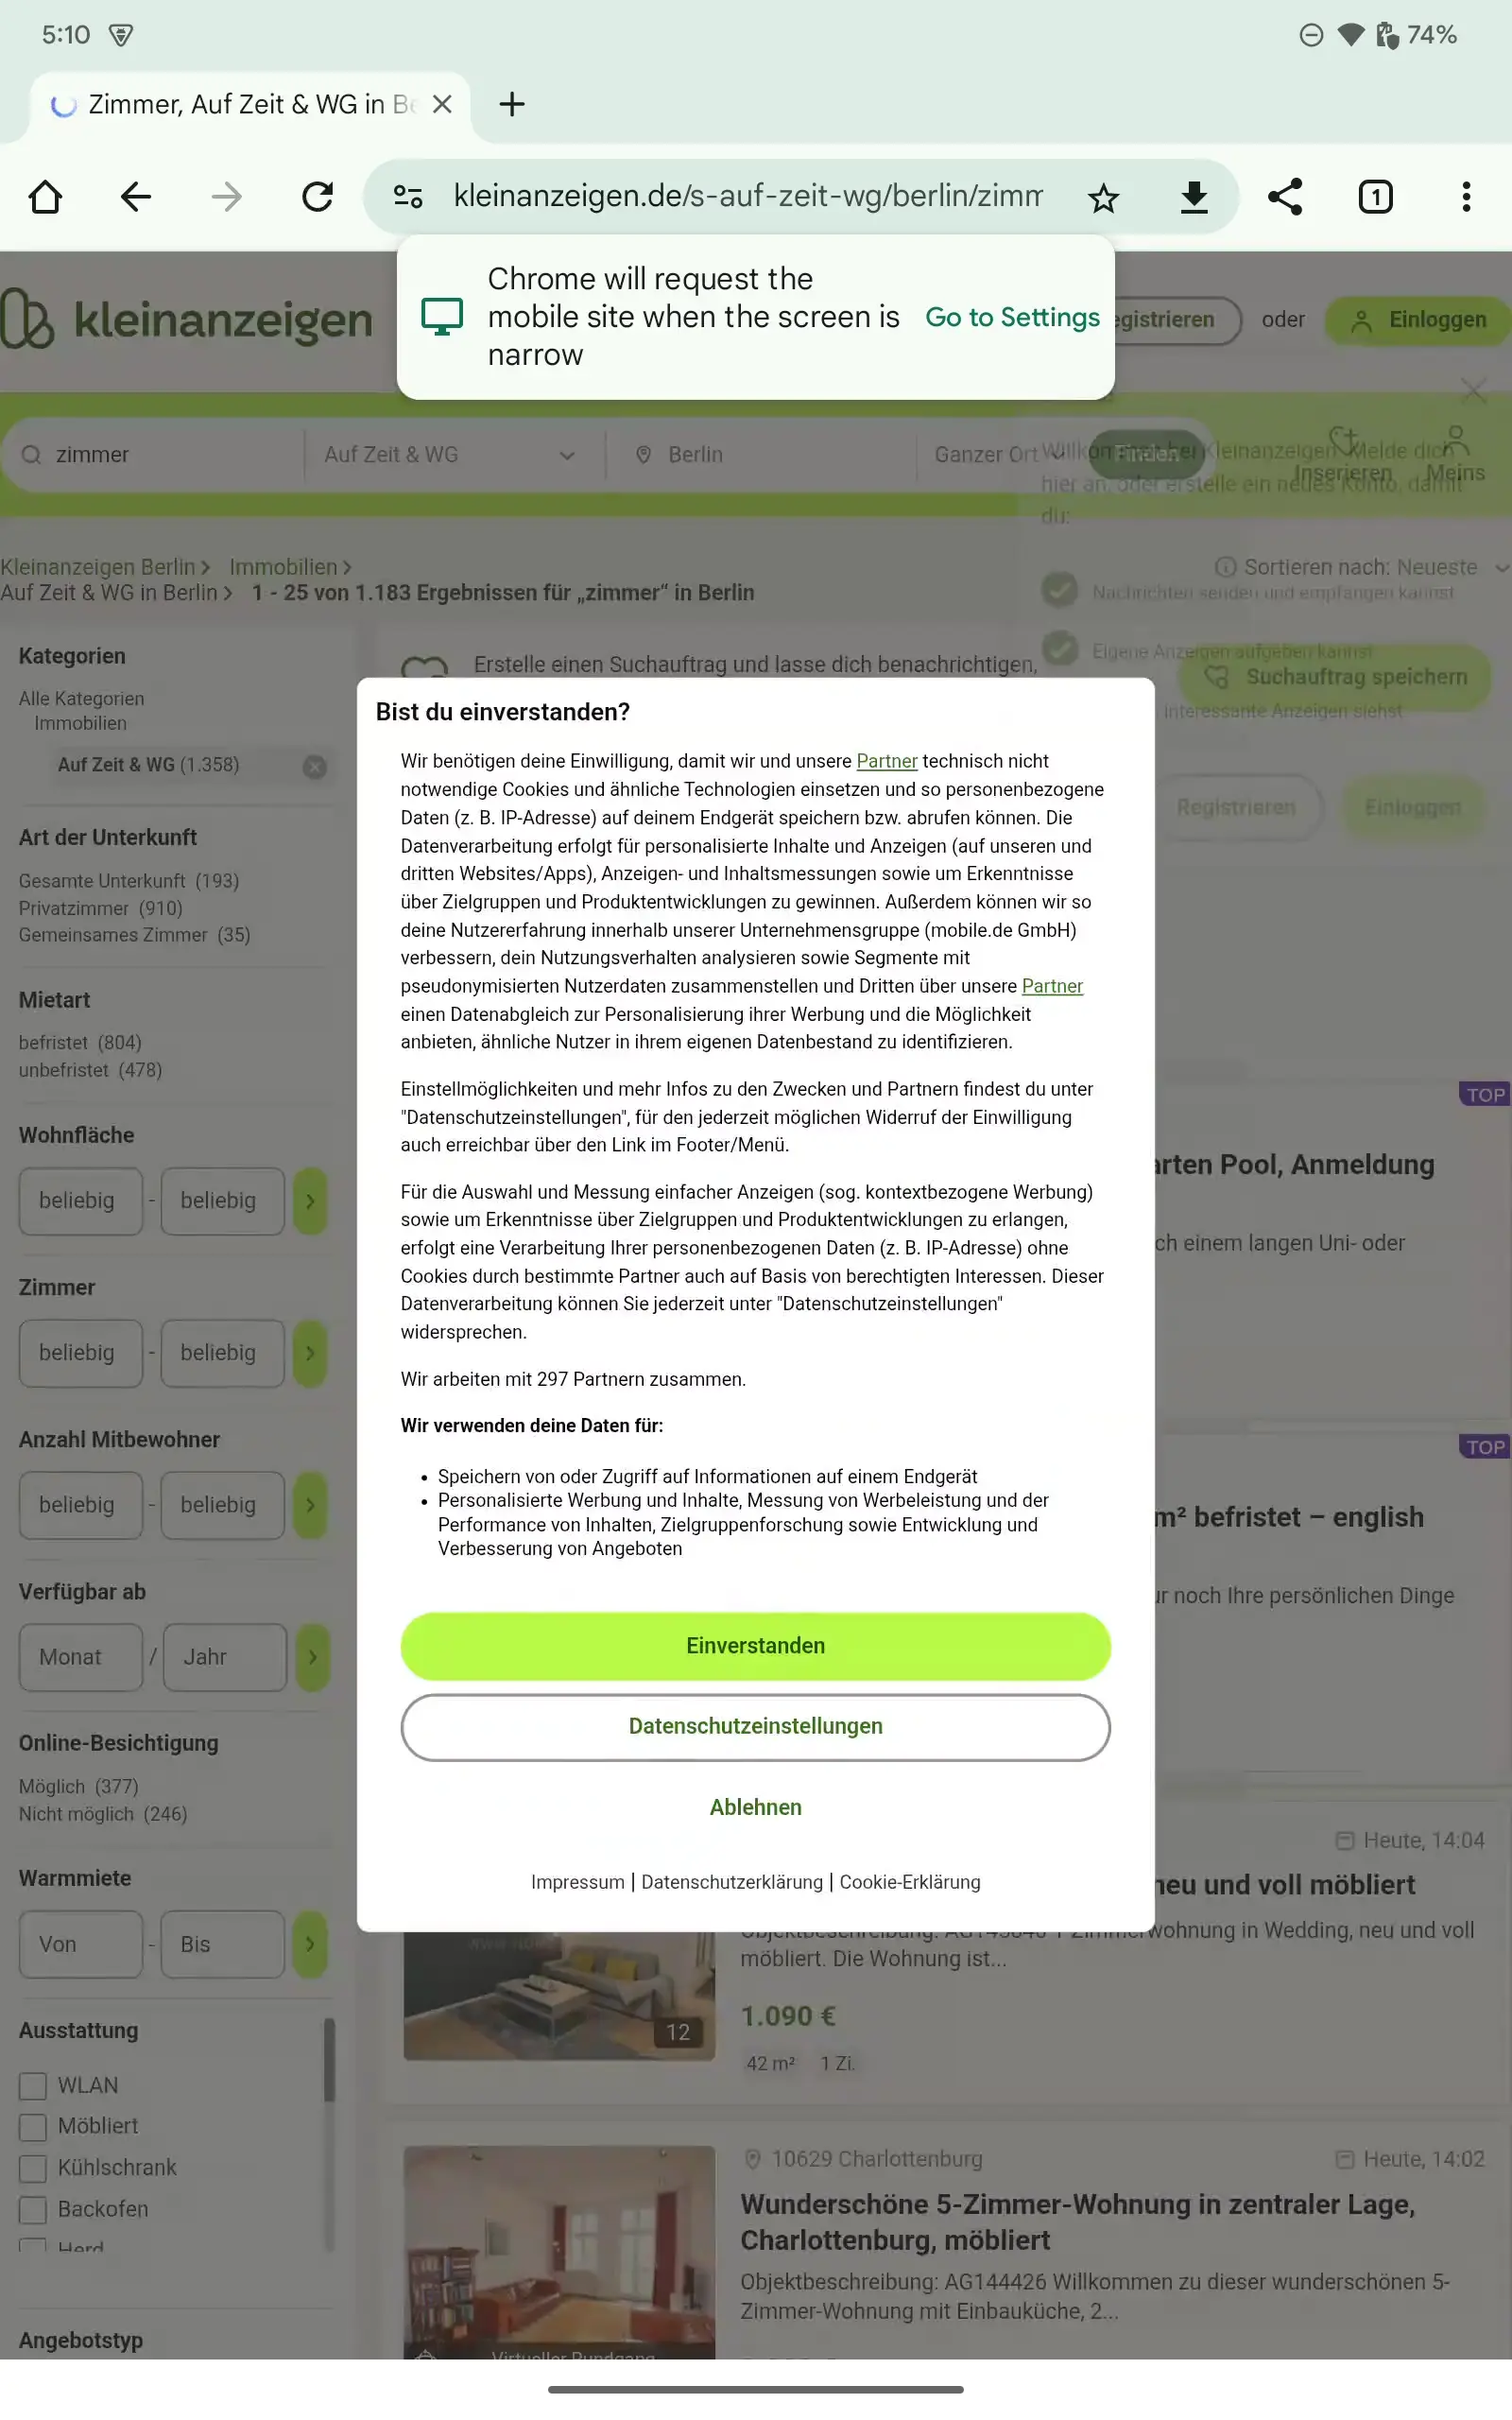 5:10
74%
Zimmer, Auf Zeit & WG in Be
kleinanzeigen.de/s-auf-zeit-wg/berlin/zimm
1
Chrome will request the
mobile site when the screen is
narrow
Go to Settings
kleinanzeigen
egistrieren
oder
Einloggen
zimmer
Auf Zeit & WG
Berlin
Ganzer Ort
Finden
Willkommen bei Kleinanzeigen. Melde dich
hier an, oder erstelle ein neues Konto, damit
du:
Inserieren
Meins
Kleinanzeigen Berlin
Immobilien
Auf Zeit & WG in Berlin
1 - 25 von 1.183 Ergebnissen für „zimmer“ in Berlin
Sortieren nach: Neueste
Nachrichten senden und empfangen kannst
Eigene Anzeigen aufgeben kannst
interessante Anzeigen siehst
Registrieren
Einloggen
Erstelle einen Suchauftrag und lasse dich benachrichtigen,
Suchauftrag speichern
Kategorien
Alle Kategorien
Immobilien
Auf Zeit & WG (1.358)
Art der Unterkunft
Gesamte Unterkunft (193)
Privatzimmer (910)
Gemeinsames Zimmer (35)
Mietart
befristet (804)
unbefristet (478)
Wohnfläche
beliebig - beliebig
Zimmer
beliebig - beliebig
Anzahl Mitbewohner
beliebig - beliebig
Verfügbar ab
Monat / Jahr
Online-Besichtigung
Möglich (377)
Nicht möglich (246)
Warmmiete
Von - Bis
Ausstattung
WLAN
Möbliert
Kühlschrank
Backofen
Herd
Angebotstyp
Bist du einverstanden?
Wir benötigen deine Einwilligung, damit wir und unsere Partner technisch nicht
notwendige Cookies und ähnliche Technologien einsetzen und so personenbezogene
Daten (z. B. IP-Adresse) auf deinem Endgerät speichern bzw. abrufen können. Die
Datenverarbeitung erfolgt für personalisierte Inhalte und Anzeigen (auf unseren und
dritten Websites/Apps), Anzeigen- und Inhaltsmessungen sowie um Erkenntnisse
über Zielgruppen und Produktentwicklungen zu gewinnen. Außerdem können wir so
deine Nutzererfahrung innerhalb unserer Unternehmensgruppe (mobile.de GmbH)
verbessern, dein Nutzungsverhalten analysieren sowie Segmente mit
pseudonymisierten Nutzerdaten zusammenstellen und Dritten über unsere Partner
einen Datenabgleich zur Personalisierung ihrer Werbung und die Möglichkeit
anbieten, ähnliche Nutzer in ihrem eigenen Datenbestand zu identifizieren.
Einstellmöglichkeiten und mehr Infos zu den Zwecken und Partnern findest du unter
"Datenschutzeinstellungen", für den jederzeit möglichen Widerruf der Einwilligung
auch erreichbar über den Link im Footer/Menü.
Für die Auswahl und Messung einfacher Anzeigen (sog. kontextbezogene Werbung)
sowie um Erkenntnisse über Zielgruppen und Produktentwicklungen zu erlangen,
erfolgt eine Verarbeitung Ihrer personenbezogenen Daten (z. B. IP-Adresse) ohne
Cookies durch bestimmte Partner auch auf Basis von berechtigten Interessen. Dieser
Datenverarbeitung können Sie jederzeit unter "Datenschutzeinstellungen"
widersprechen.
Wir arbeiten mit 297 Partnern zusammen.
Wir verwenden deine Daten für:
• Speichern von oder Zugriff auf Informationen auf einem Endgerät
• Personalisierte Werbung und Inhalte, Messung von Werbeleistung und der
Performance von Inhalten, Zielgruppenforschung sowie Entwicklung und
Verbesserung von Angeboten
Einverstanden
Datenschutzeinstellungen
Ablehnen
Impressum | Datenschutzerklärung | Cookie-Erklärung
TOP
arten Pool, Anmeldung
ch einem langen Uni- oder
TOP
m² befristet – english
ur noch Ihre persönlichen Dinge
Heute, 14:04
neu und voll möbliert
wohnung in Wedding, neu und voll
möbliert. Die Wohnung ist...
1.090 €
42 m²
1 Zi.
12
10629 Charlottenburg
Heute, 14:02
Wunderschöne 5-Zimmer-Wohnung in zentraler Lage,
Charlottenburg, möbliert
Objektbeschreibung: AG144426 Willkommen zu dieser wunderschönen 5-
Zimmer-Wohnung mit Einbauküche, 2...
Virtueller Rundgang